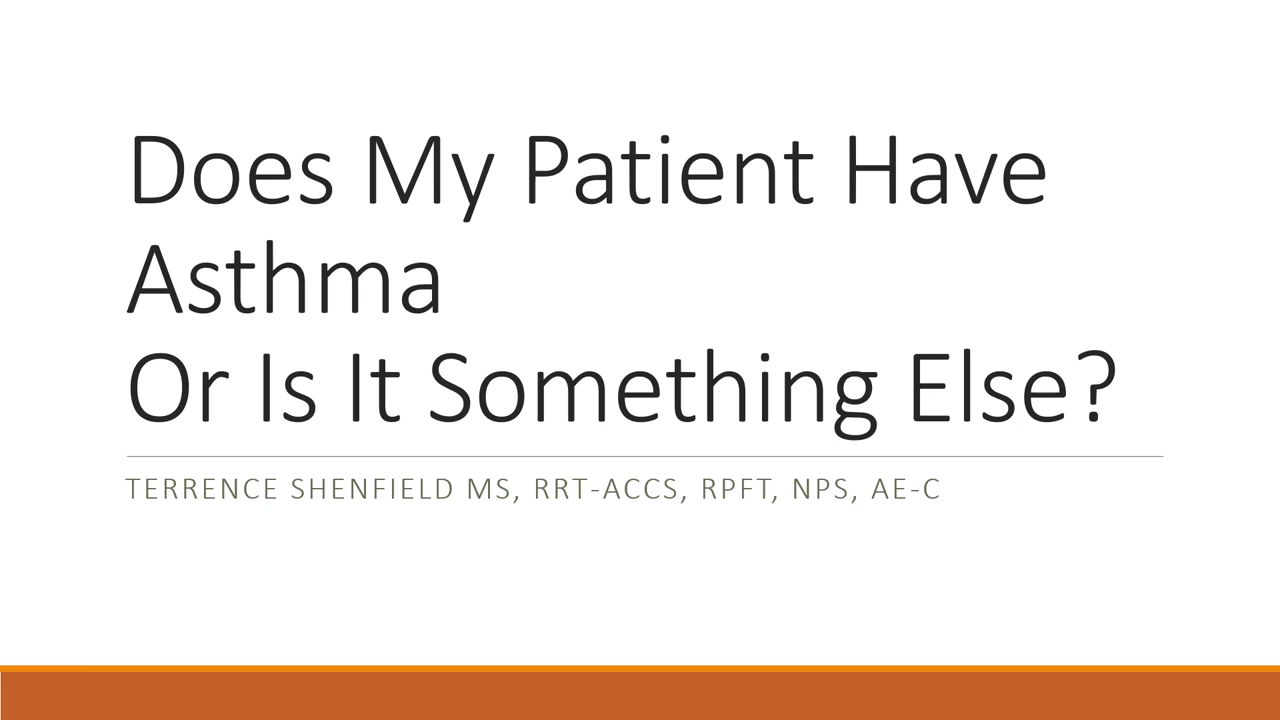 Does My Patient Have
Asthma
Or Is It Something Else?
TERRENCE SHENFIELD MS, RRT-ACCS, RPFT, NPS, AE-C